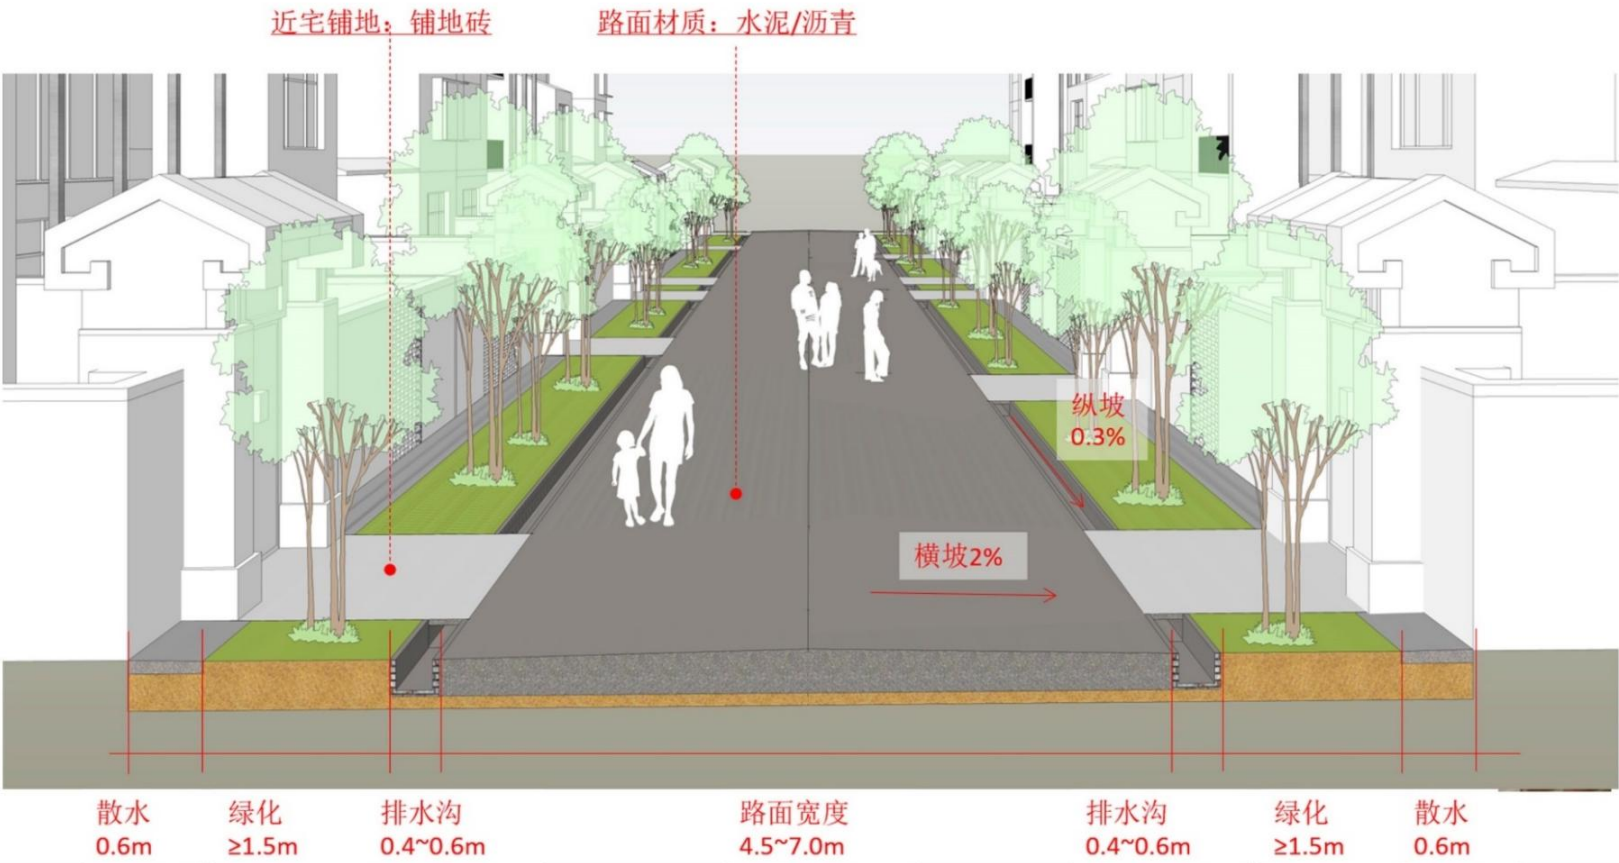 近宅铺地：铺地砖
路面材质：水泥/沥青
纵坡
0.3%
横坡2%
散水
0.6m
绿化
≥1.5m
排水沟
0.4~0.6m
路面宽度
4.5~7.0m
排水沟
0.4~0.6m
绿化
≥1.5m
散水
0.6m